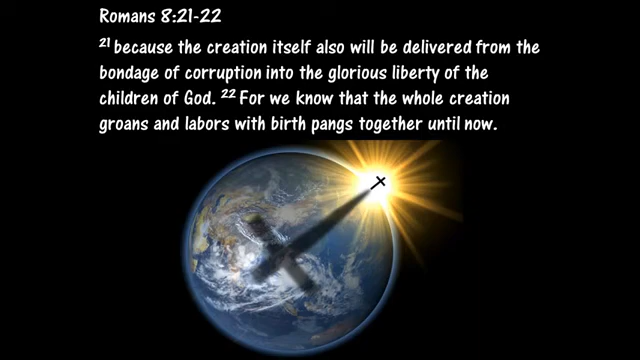 Romans 8:21-22
21 because the creation itself also will be delivered from the
bondage of corruption into the glorious liberty of the
children of God. 22 For we know that the whole creation
groans and labors with birth pangs together until now.